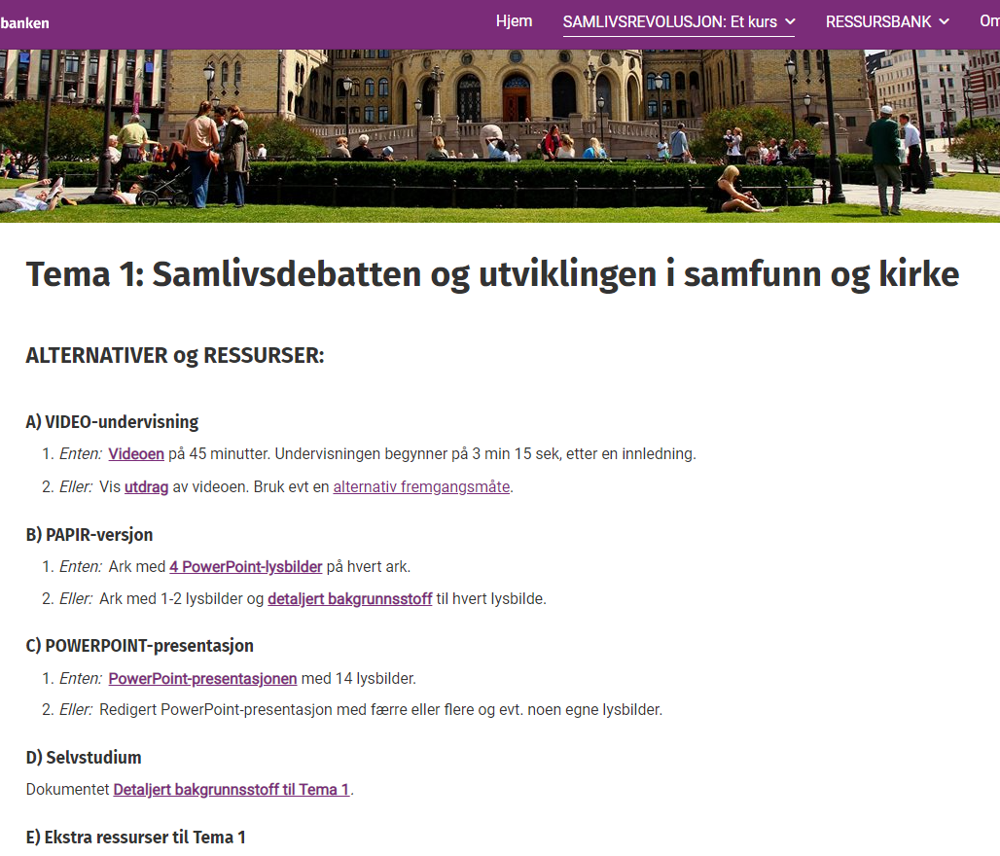 banken
Hjem
SAMLIVSREVOLUSJON: Et kurs
RESSURSBANK
Om
Tema 1: Samlivsdebatten og utviklingen i samfunn og kirke
ALTERNATIVER og RESSURSER:
A) VIDEO-undervisning
1. Enten: Videoen på 45 minutter. Undervisningen begynner på 3 min 15 sek, etter en innledning.
2. Eller: Vis utdrag av videoen. Bruk evt en alternativ fremgangsmåte.
B) PAPIR-versjon
1. Enten: Ark med 4 PowerPoint-lysbilder på hvert ark.
2. Eller: Ark med 1-2 lysbilder og detaljert bakgrunnsstoff til hvert lysbilde.
C) POWERPOINT-presentasjon
1. Enten: PowerPoint-presentasjonen med 14 lysbilder.
2. Eller: Redigert PowerPoint-presentasjon med færre eller flere og evt. noen egne lysbilder.
D) Selvstudium
Dokumentet Detaljert bakgrunnsstoff til Tema 1.
E) Ekstra ressurser til Tema 1